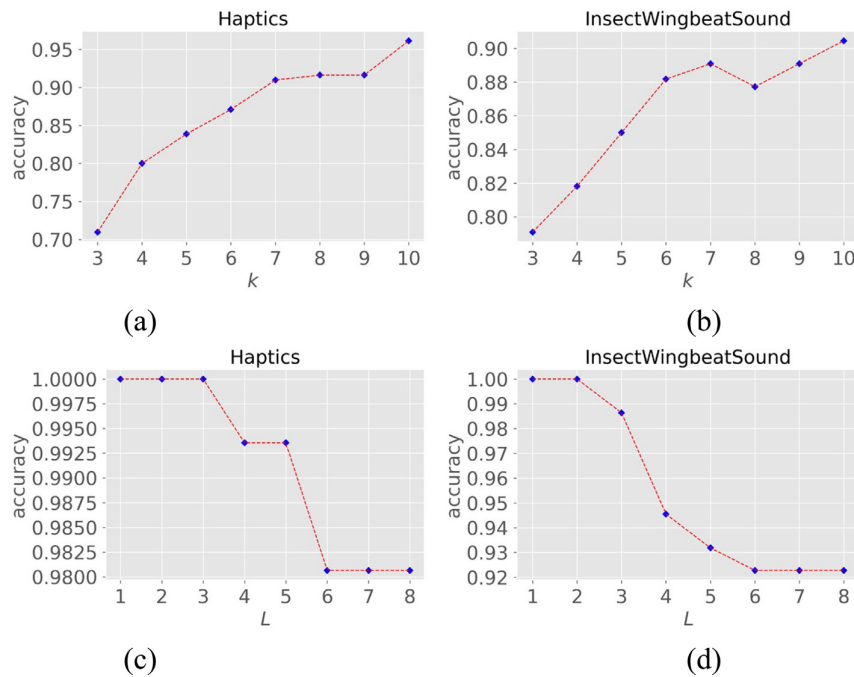 Haptics
0.95
0.90
0.85
0.80
0.75
0.70
accuracy
3 4 5 6 7 8 9 10
k
(a)
InsectWingbeatSound
0.90
0.88
0.86
0.84
0.82
0.80
accuracy
3 4 5 6 7 8 9 10
k
(b)
Haptics
1.0000
0.9975
0.9950
0.9925
0.9900
0.9875
0.9850
0.9825
0.9800
accuracy
1 2 3 4 5 6 7 8
L
(c)
InsectWingbeatSound
1.00
0.99
0.98
0.97
0.96
0.95
0.94
0.93
0.92
accuracy
1 2 3 4 5 6 7 8
L
(d)